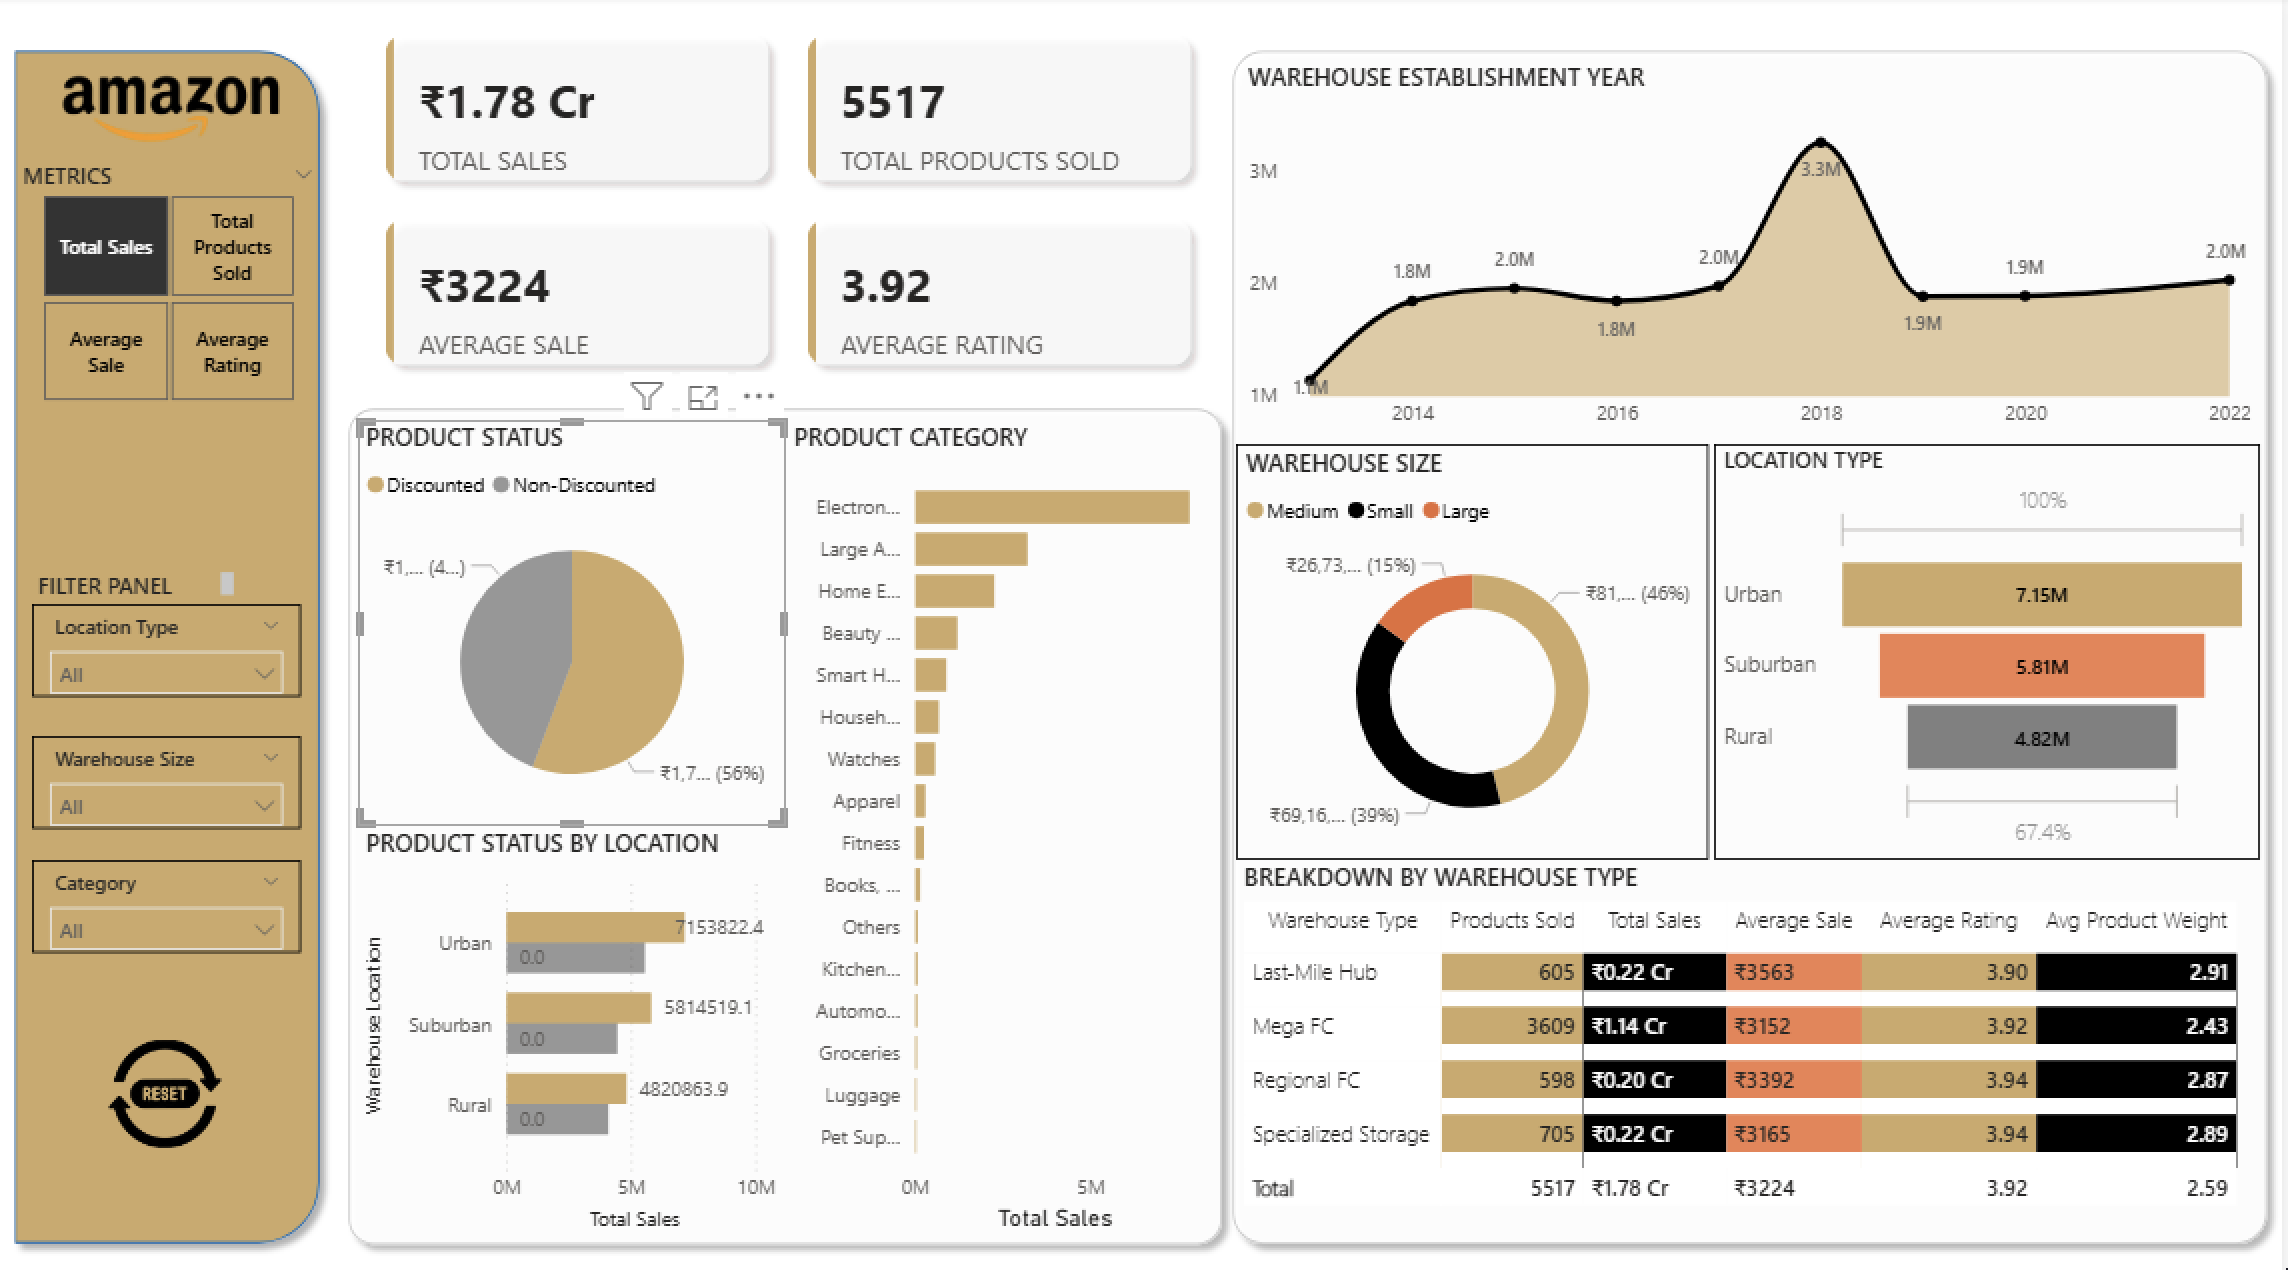 amazon
METRICS
Total Sales
Total
Products
Sold
Average
Sale
Average
Rating
FILTER PANEL
Location Type
All
Warehouse Size
All
Category
All
RESET
₹1.78 Cr
TOTAL SALES
5517
TOTAL PRODUCTS SOLD
₹3224
AVERAGE SALE
3.92
AVERAGE RATING
PRODUCT STATUS
Discounted Non-Discounted
₹1,... (4...)
₹1,7... (56%)
PRODUCT STATUS BY LOCATION
Warehouse Location
Urban
7153822.4
0.0
Suburban
5814519.1
0.0
Rural
4820863.9
0.0
0M 5M 10M
Total Sales
PRODUCT CATEGORY
Electron...
Large A...
Home E...
Beauty ...
Smart H...
Househ...
Watches
Apparel
Fitness
Books, ...
Others
Kitchen...
Automo...
Groceries
Luggage
Pet Sup...
0M 5M
Total Sales
WAREHOUSE ESTABLISHMENT YEAR
3M
2M
1M
1.1M
1.8M
2.0M
1.8M
2.0M
3.3M
1.9M
1.9M
2.0M
2014 2016 2018 2020 2022
WAREHOUSE SIZE
Medium Small Large
₹26,73,... (15%)
₹81,... (46%)
₹69,16,... (39%)
LOCATION TYPE
100%
Urban 7.15M
Suburban 5.81M
Rural 4.82M
67.4%
BREAKDOWN BY WAREHOUSE TYPE
Warehouse Type Products Sold Total Sales Average Sale Average Rating Avg Product Weight
Last-Mile Hub 605 ₹0.22 Cr ₹3563 3.90 2.91
Mega FC 3609 ₹1.14 Cr ₹3152 3.92 2.43
Regional FC 598 ₹0.20 Cr ₹3392 3.94 2.87
Specialized Storage 705 ₹0.22 Cr ₹3165 3.94 2.89
Total 5517 ₹1.78 Cr ₹3224 3.92 2.59